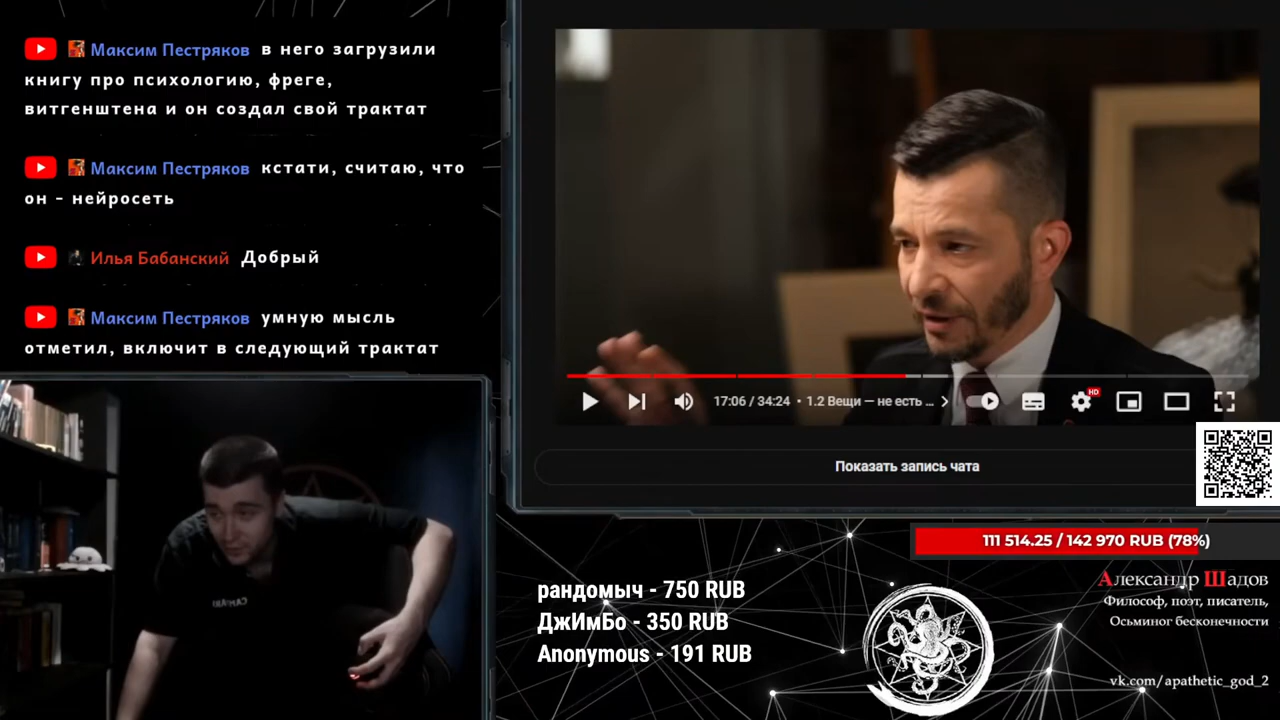 Максим Пестряков в него загрузили
книгу про психологию, фреге,
витгенштена и он создал свой трактат
Максим Пестряков кстати, считаю, что
он - нейросеть
Илья Бабанский Добрый
Максим Пестряков умную мысль
отметил, включит в следующий трактат
17:06 / 34:24 • 1.2 Вещи — не есть ...
HD
Показать запись чата
111 514.25 / 142 970 RUB (78%)
рандомыч - 750 RUB
ДжИмБо - 350 RUB
Anonymous - 191 RUB
Александр Шадов
Философ, поэт, писатель,
Осьминог бесконечности
vk.com/apathetic_god_2